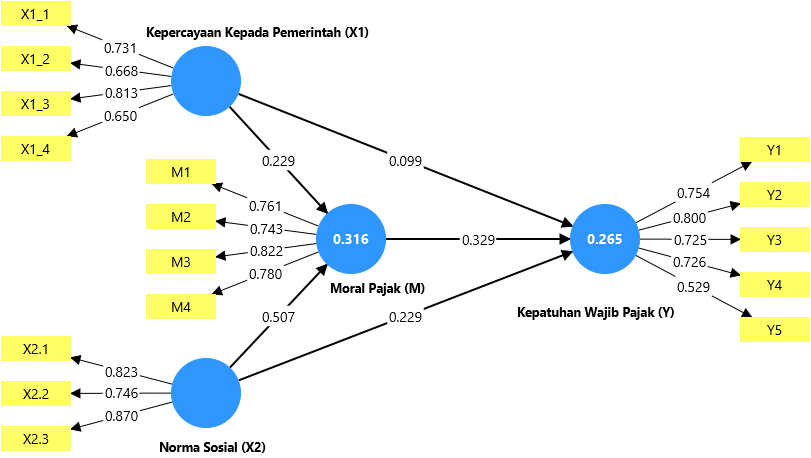 X1_1
Kepercayaan Kepada Pemerintah (X1)
0.731
X1_2
0.668
0.813
X1_3
0.650
X1_4
0.229
0.099
M1
0.761
M2
0.743
0.822
M3
0.780
M4
0.316
Moral Pajak (M)
0.329
0.265
Kepatuhan Wajib Pajak (Y)
Y1
0.754
Y2
0.800
0.725
Y3
0.726
Y4
0.529
Y5
0.507
0.229
X2.1
0.823
X2.2
0.746
0.870
X2.3
Norma Sosial (X2)